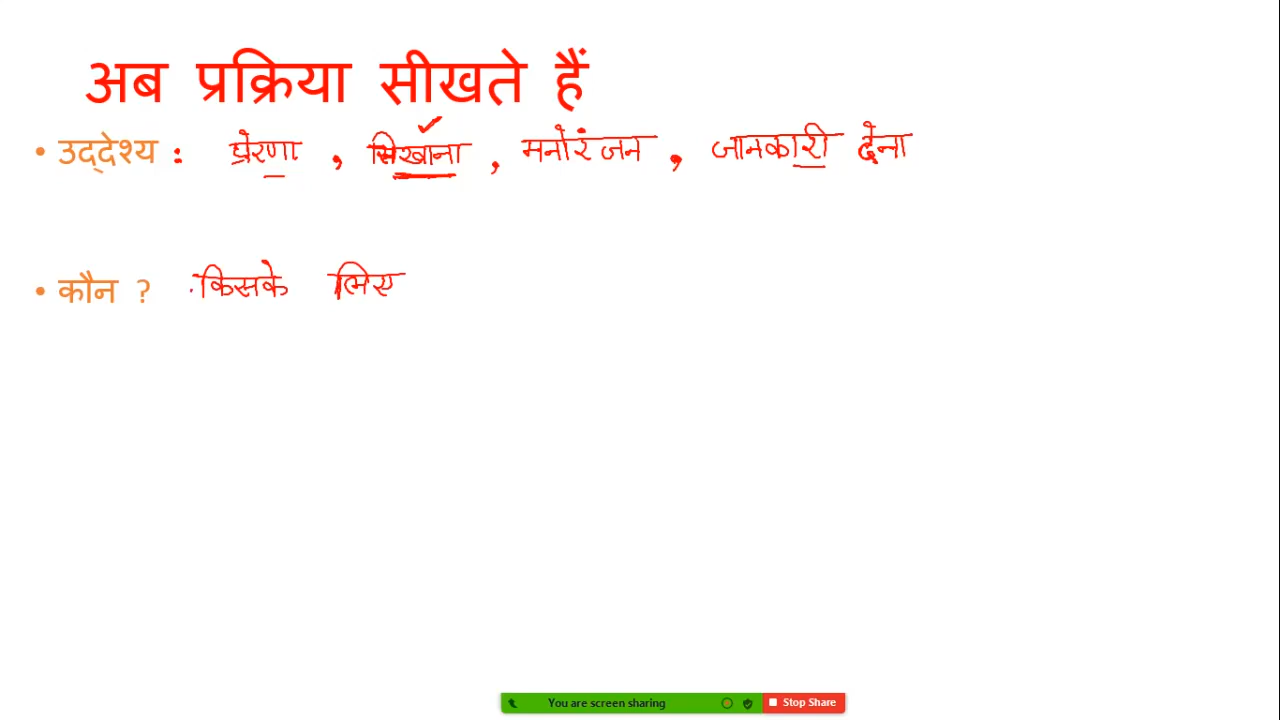 अब प्रक्रिया सीखते हैं
• उद्देश्य : प्रेरणा , सिखाना , मनोरंजन , जानकारी देना
• कौन ? किसके लिए
You are screen sharing Stop Share